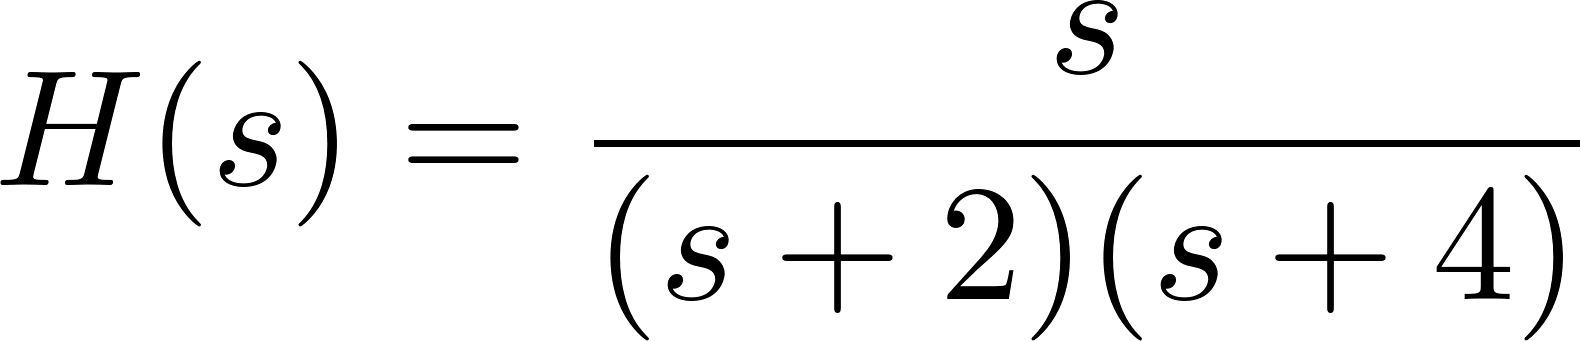 H(s) = s / ((s + 2)(s + 4))